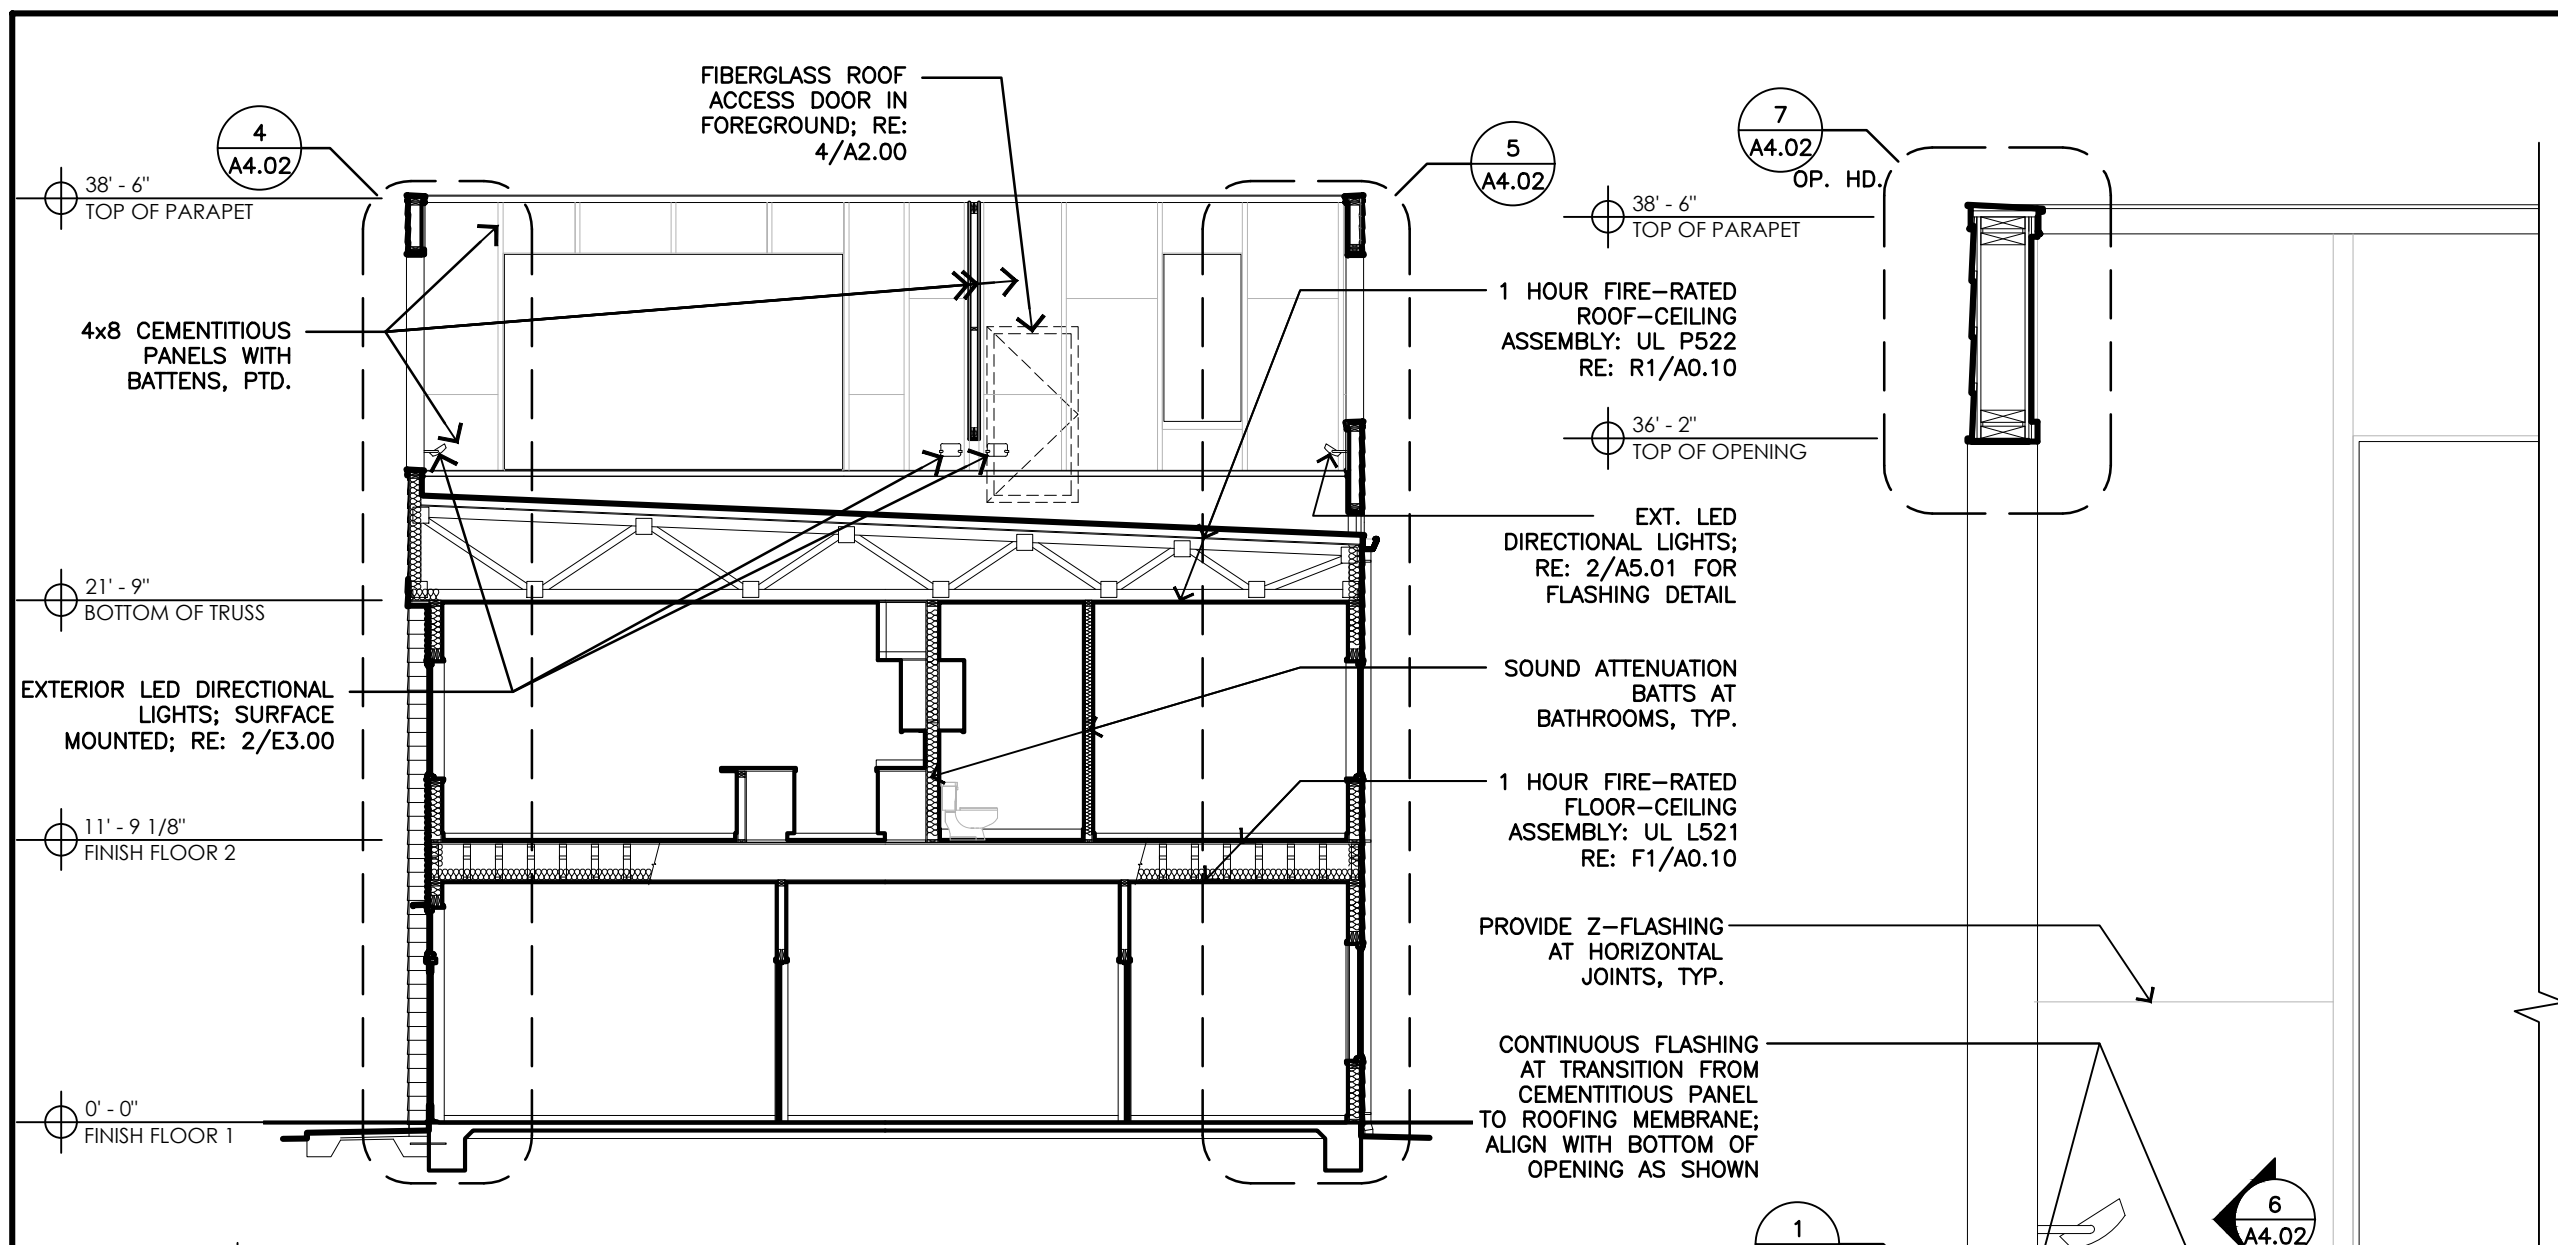 FIBERGLASS ROOF
ACCESS DOOR IN
FOREGROUND; RE:
4/A2.00
4
A4.02
38' - 6"
TOP OF PARAPET
4x8 CEMENTITIOUS
PANELS WITH
BATTENS, PTD.
21' - 9"
BOTTOM OF TRUSS
EXTERIOR LED DIRECTIONAL
LIGHTS; SURFACE
MOUNTED; RE: 2/E3.00
11' - 9 1/8"
FINISH FLOOR 2
0' - 0"
FINISH FLOOR 1
5
A4.02
7
A4.02
OP. HD.
38' - 6"
TOP OF PARAPET
1 HOUR FIRE-RATED
ROOF-CEILING
ASSEMBLY: UL P522
RE: R1/A0.10
36' - 2"
TOP OF OPENING
EXT. LED
DIRECTIONAL LIGHTS;
RE: 2/A5.01 FOR
FLASHING DETAIL
SOUND ATTENUATION
BATTS AT
BATHROOMS, TYP.
1 HOUR FIRE-RATED
FLOOR-CEILING
ASSEMBLY: UL L521
RE: F1/A0.10
PROVIDE Z-FLASHING
AT HORIZONTAL
JOINTS, TYP.
CONTINUOUS FLASHING
AT TRANSITION FROM
CEMENTITIOUS PANEL
TO ROOFING MEMBRANE;
ALIGN WITH BOTTOM OF
OPENING AS SHOWN
1
6
A4.02